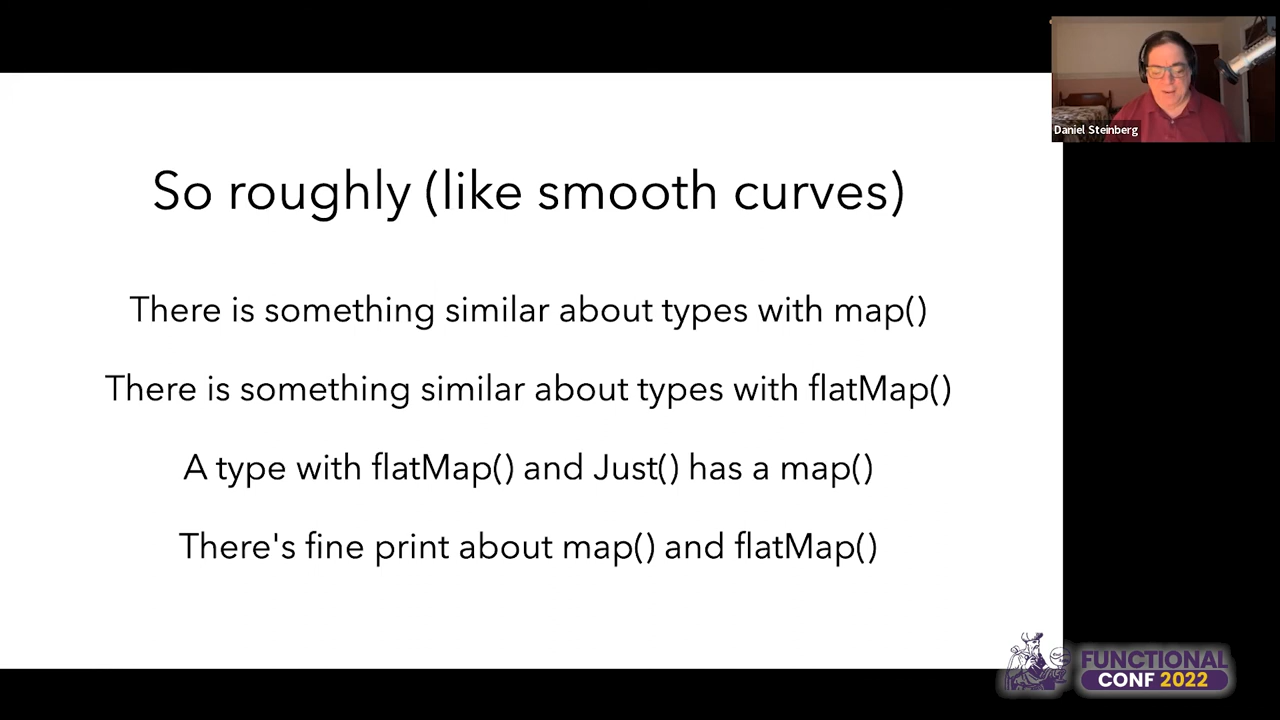 Daniel Steinberg
So roughly (like smooth curves)
There is something similar about types with map()
There is something similar about types with flatMap()
A type with flatMap() and Just() has a map()
There's fine print about map() and flatMap()
FUNCTIONAL
CONF 2022